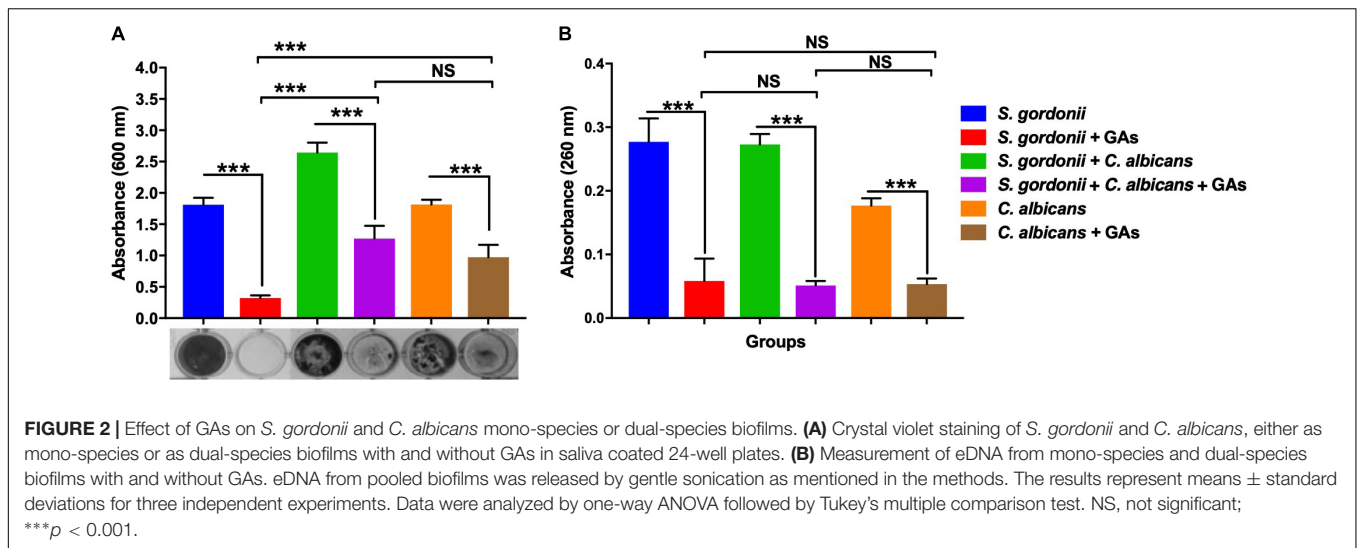 A
***
NS
***
***
***
***
Absorbance (600 nm)
4.0
3.5
3.0
2.5
2.0
1.5
1.0
0.5
0.0
B
NS
NS
NS
***
***
***
Absorbance (260 nm)
0.4
0.3
0.2
0.1
0.0
Groups
S. gordonii
S. gordonii + GAs
S. gordonii + C. albicans
S. gordonii + C. albicans + GAs
C. albicans
C. albicans + GAs
FIGURE 2 | Effect of GAs on S. gordonii and C. albicans mono-species or dual-species biofilms. (A) Crystal violet staining of S. gordonii and C. albicans, either as
mono-species or as dual-species biofilms with and without GAs in saliva coated 24-well plates. (B) Measurement of eDNA from mono-species and dual-species
biofilms with and without GAs. eDNA from pooled biofilms was released by gentle sonication as mentioned in the methods. The results represent means ± standard
deviations for three independent experiments. Data were analyzed by one-way ANOVA followed by Tukey's multiple comparison test. NS, not significant;
***p < 0.001.